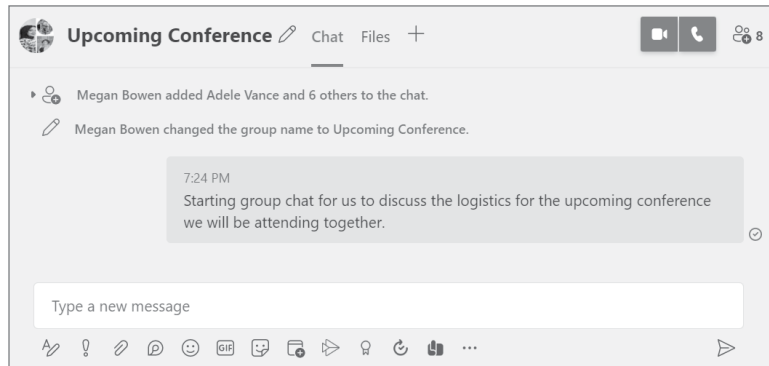 Upcoming Conference Chat Files
8
Megan Bowen added Adele Vance and 6 others to the chat.
Megan Bowen changed the group name to Upcoming Conference.
7:24 PM
Starting group chat for us to discuss the logistics for the upcoming conference
we will be attending together.
Type a new message
GIF